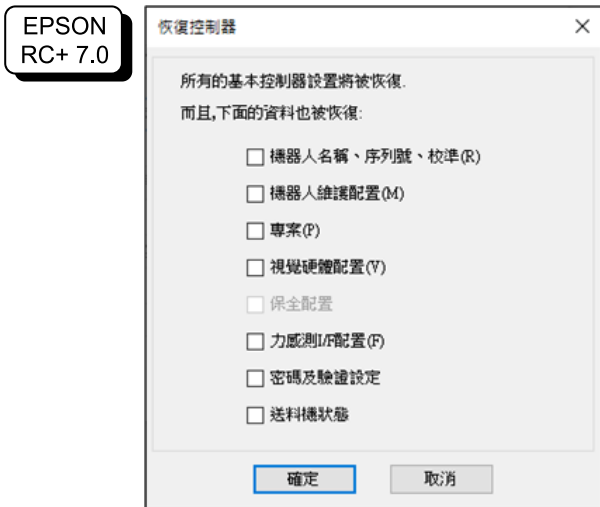 EPSON
RC+ 7.0
恢復控制器
所有的基本控制器設置將被恢復.
而且,下面的資料也被恢復:
機器人名稱、序列號、校準(R)
機器人維護配置(M)
專案(P)
視覺硬體配置(V)
保全配置
力感測I/F配置(F)
密碼及驗證設定
送料機狀態
確定
取消